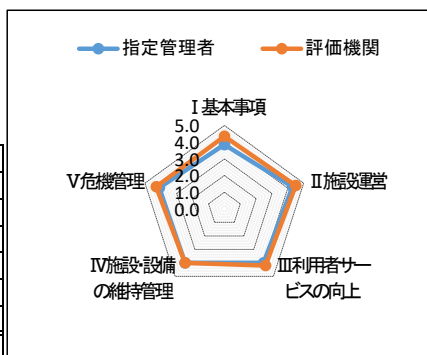 指定管理者 評価機関
Ⅰ基本事項
5.0
4.0
3.0
2.0
1.0
0.0
Ⅴ危機管理
Ⅱ施設運営
Ⅳ施設・設備
の維持管理
Ⅲ利用者サー
ビスの向上